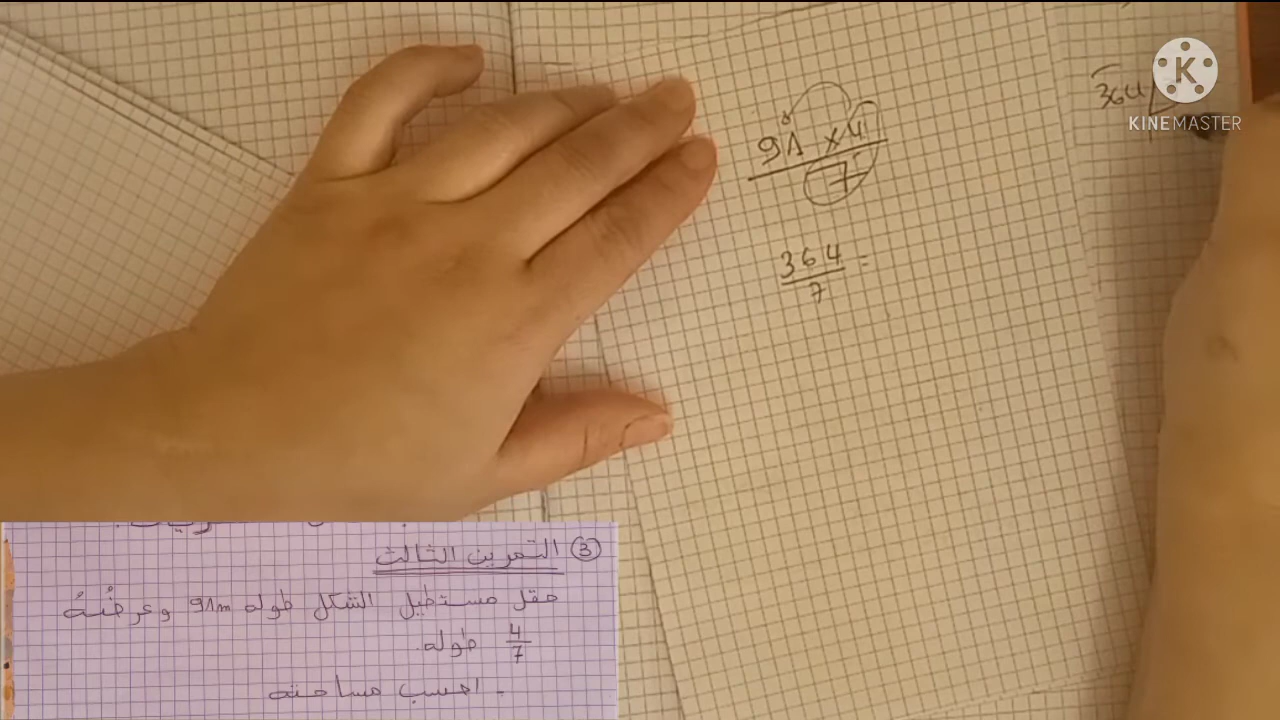 91 × 4
7
364 =
7
364
K
KINEMASTER
③ التمرين الثالث
حقل مستطيل الشكل طوله 91m وعرضُهُ
4
7 طوله.
- احسب مساحته